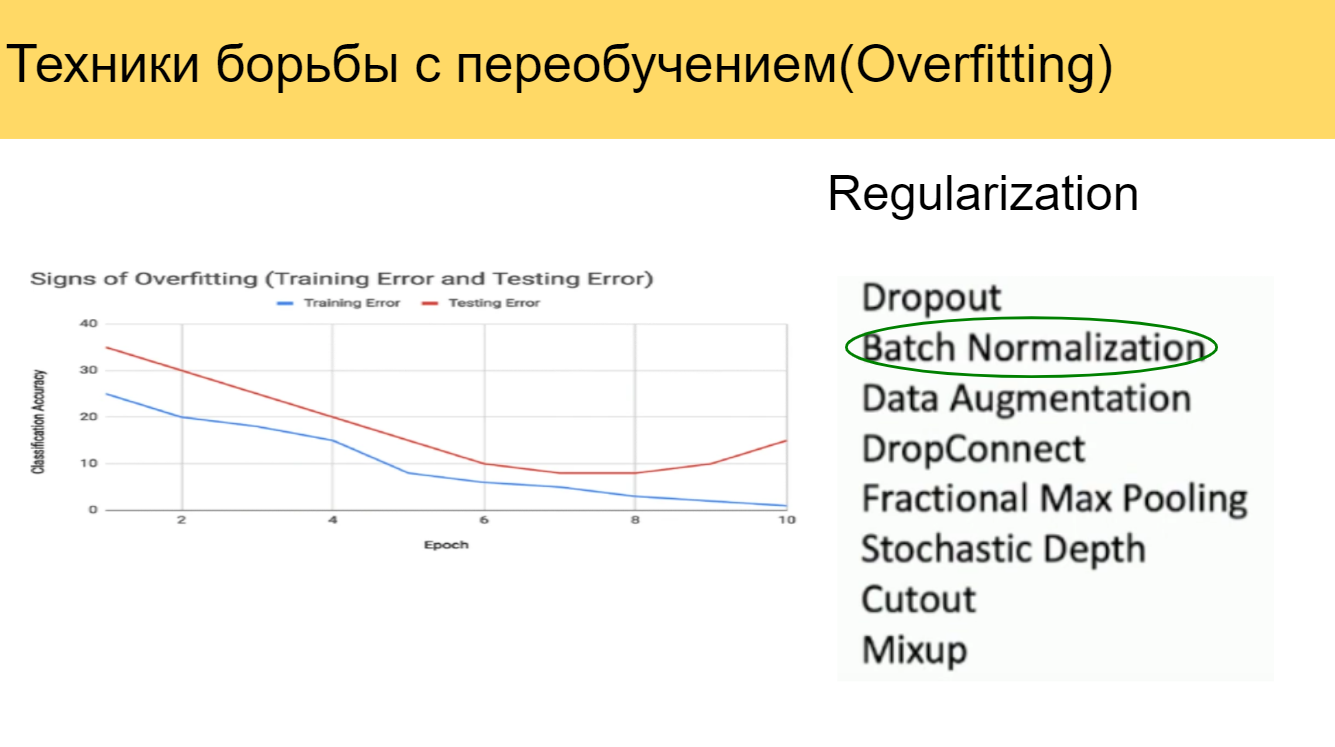 Техники борьбы с переобучением(Overfitting)
Regularization
Signs of Overfitting (Training Error and Testing Error)
Training Error Testing Error
Classification Accuracy
40
30
20
10
0
2 4 6 8 10
Epoch
Dropout
Batch Normalization
Data Augmentation
DropConnect
Fractional Max Pooling
Stochastic Depth
Cutout
Mixup